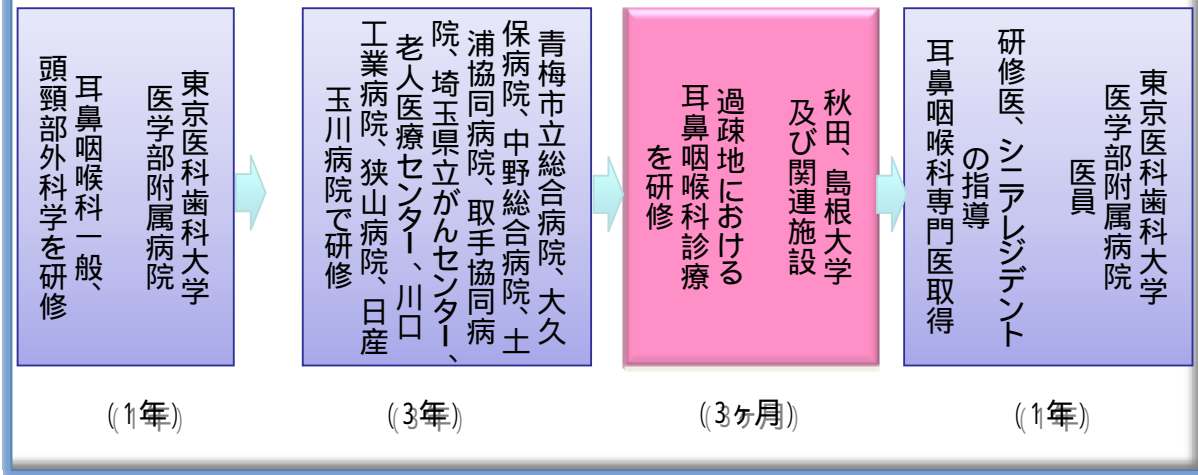 東京医科歯科大学
医学部附属病院
耳鼻咽喉科一般、
頭頸部外科学を研修
青梅市立総合病院、大久
保病院、中野総合病院、土
浦協同病院、取手協同病
院、埼玉県立がんセンター、
老人医療センター、川口
工業病院、狭山病院、日産
玉川病院で研修
秋田、島根大学
及び関連施設
過疎地における
耳鼻咽喉科診療
を研修
東京医科歯科大学
医学部附属病院
医員
研修医、シニアレジデント
の指導
耳鼻咽喉科専門医取得
(1年)
(3年)
(3ヶ月)
(1年)